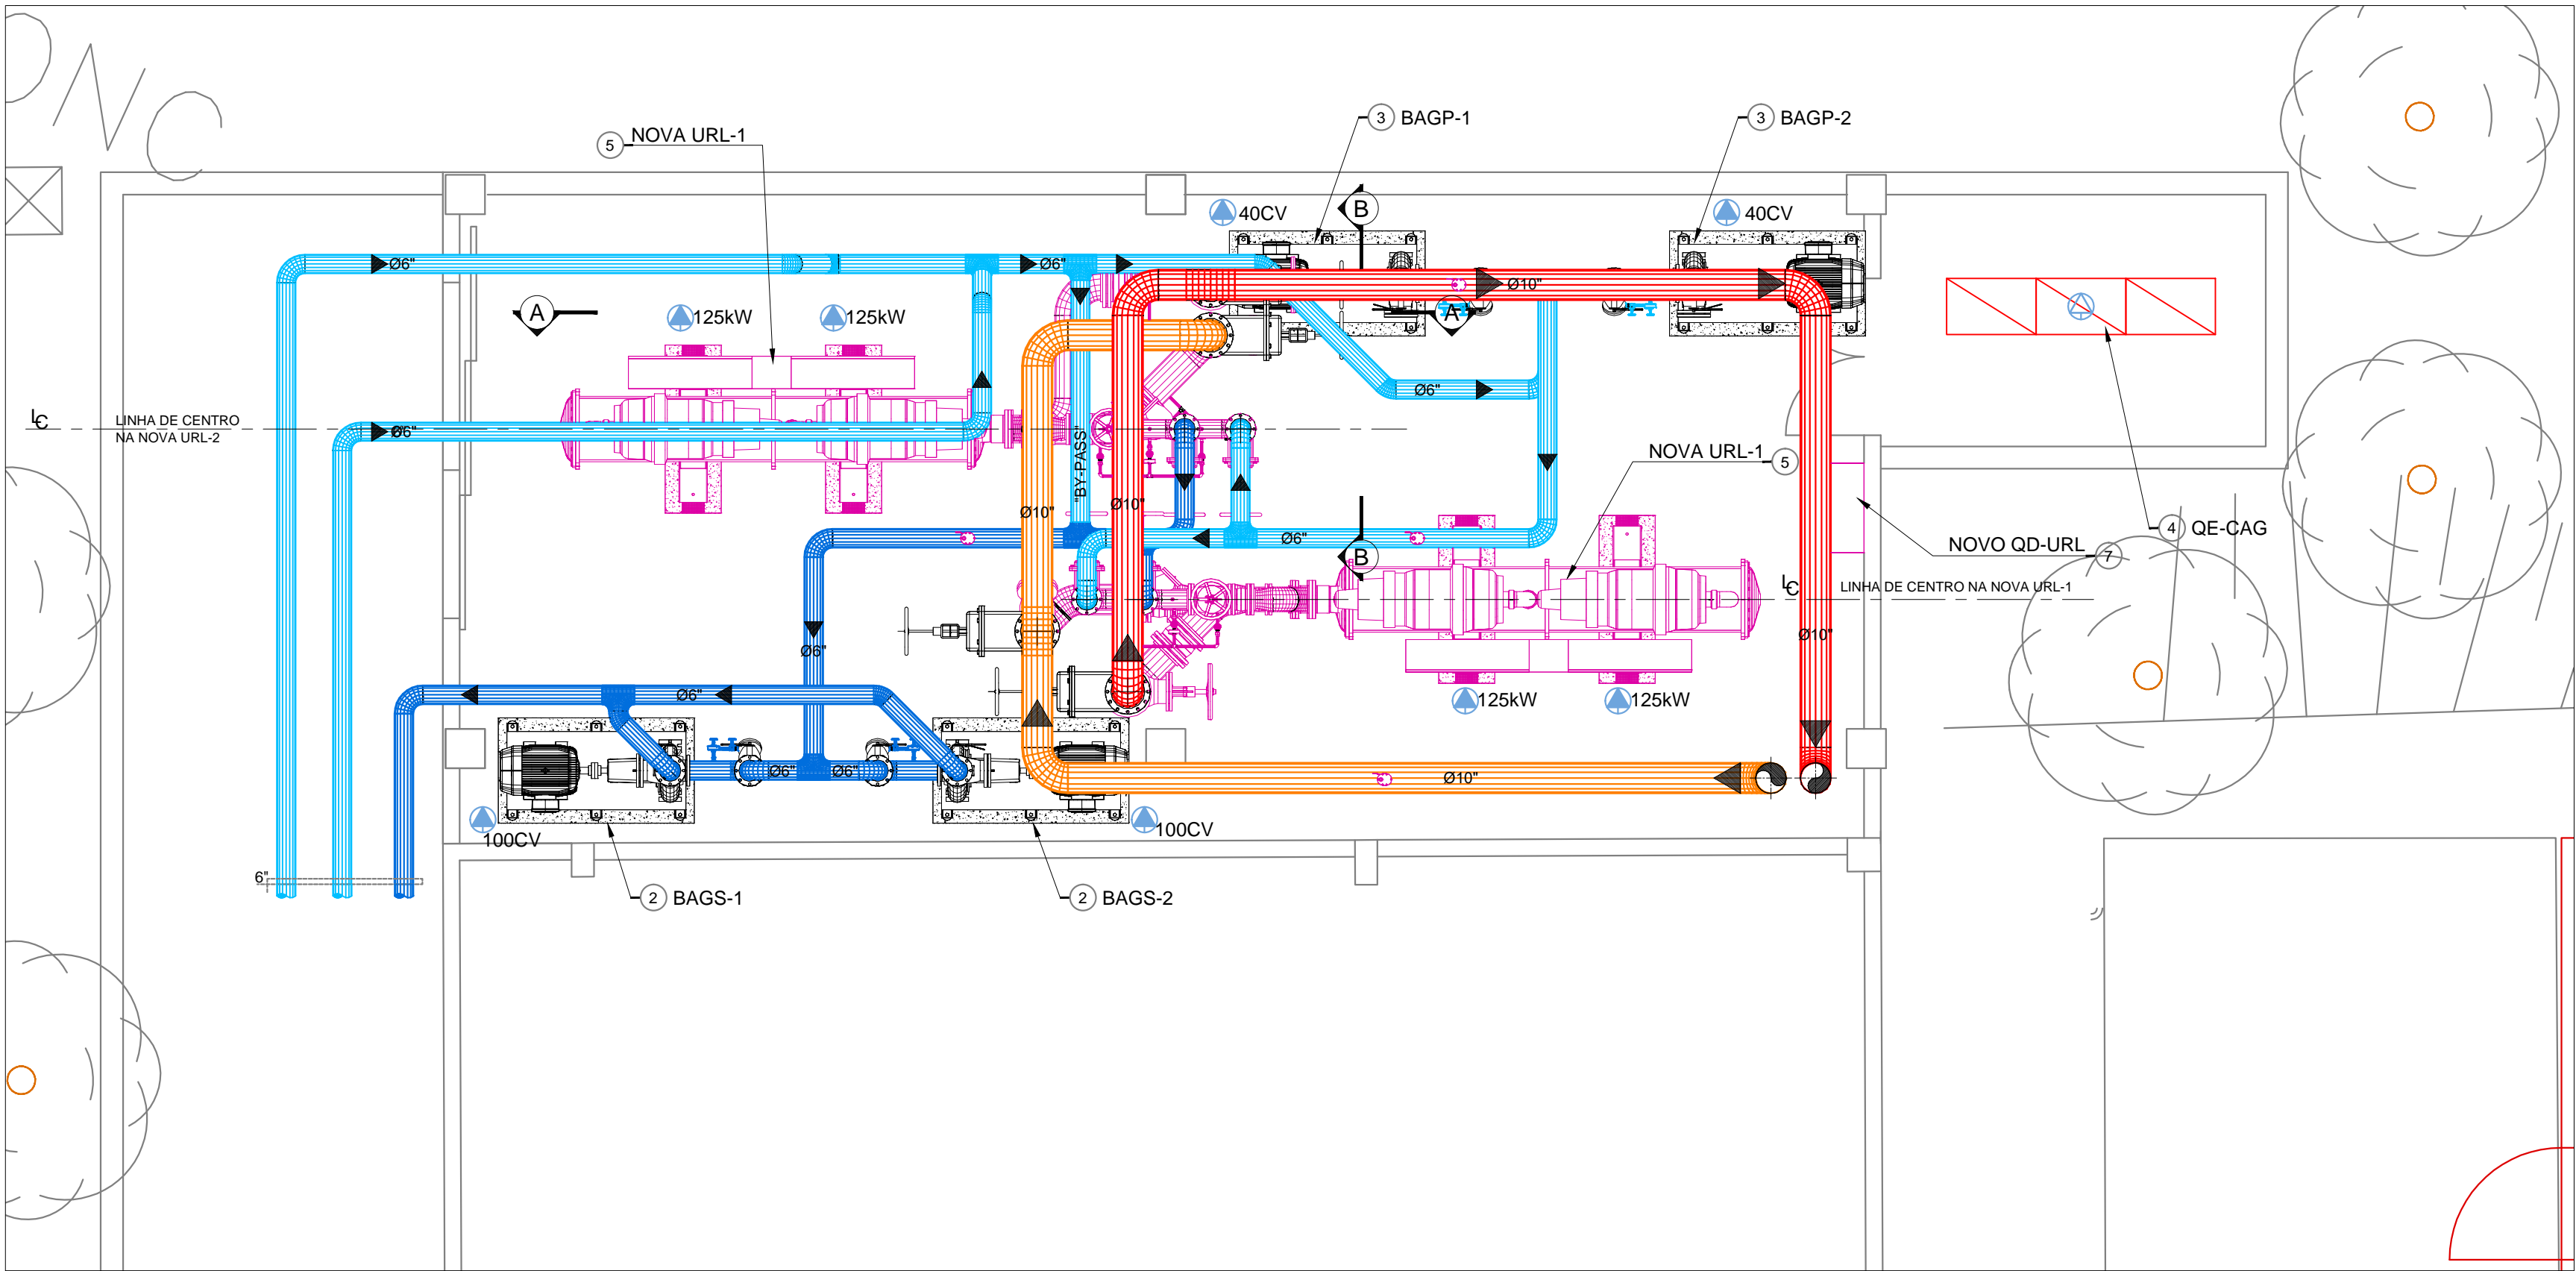 ONC
3 BAGP-1
3 BAGP-2
5 NOVA URL-1
40CV
B
40CV
Ø6"
Ø6"
Ø10"
A
125kW
125kW
A
Ø6"
LC
LINHA DE CENTRO
NA NOVA URL-2
Ø6"
"BY-PASS"
NOVA URL-1 5
Ø10"
Ø10"
4 QE-CAG
Ø6"
B
NOVO QD-URL 7
LC
LINHA DE CENTRO NA NOVA URL-1
Ø10"
Ø6"
Ø6"
125kW
125kW
Ø6"
Ø6"
Ø10"
100CV
100CV
6"
2 BAGS-1
2 BAGS-2